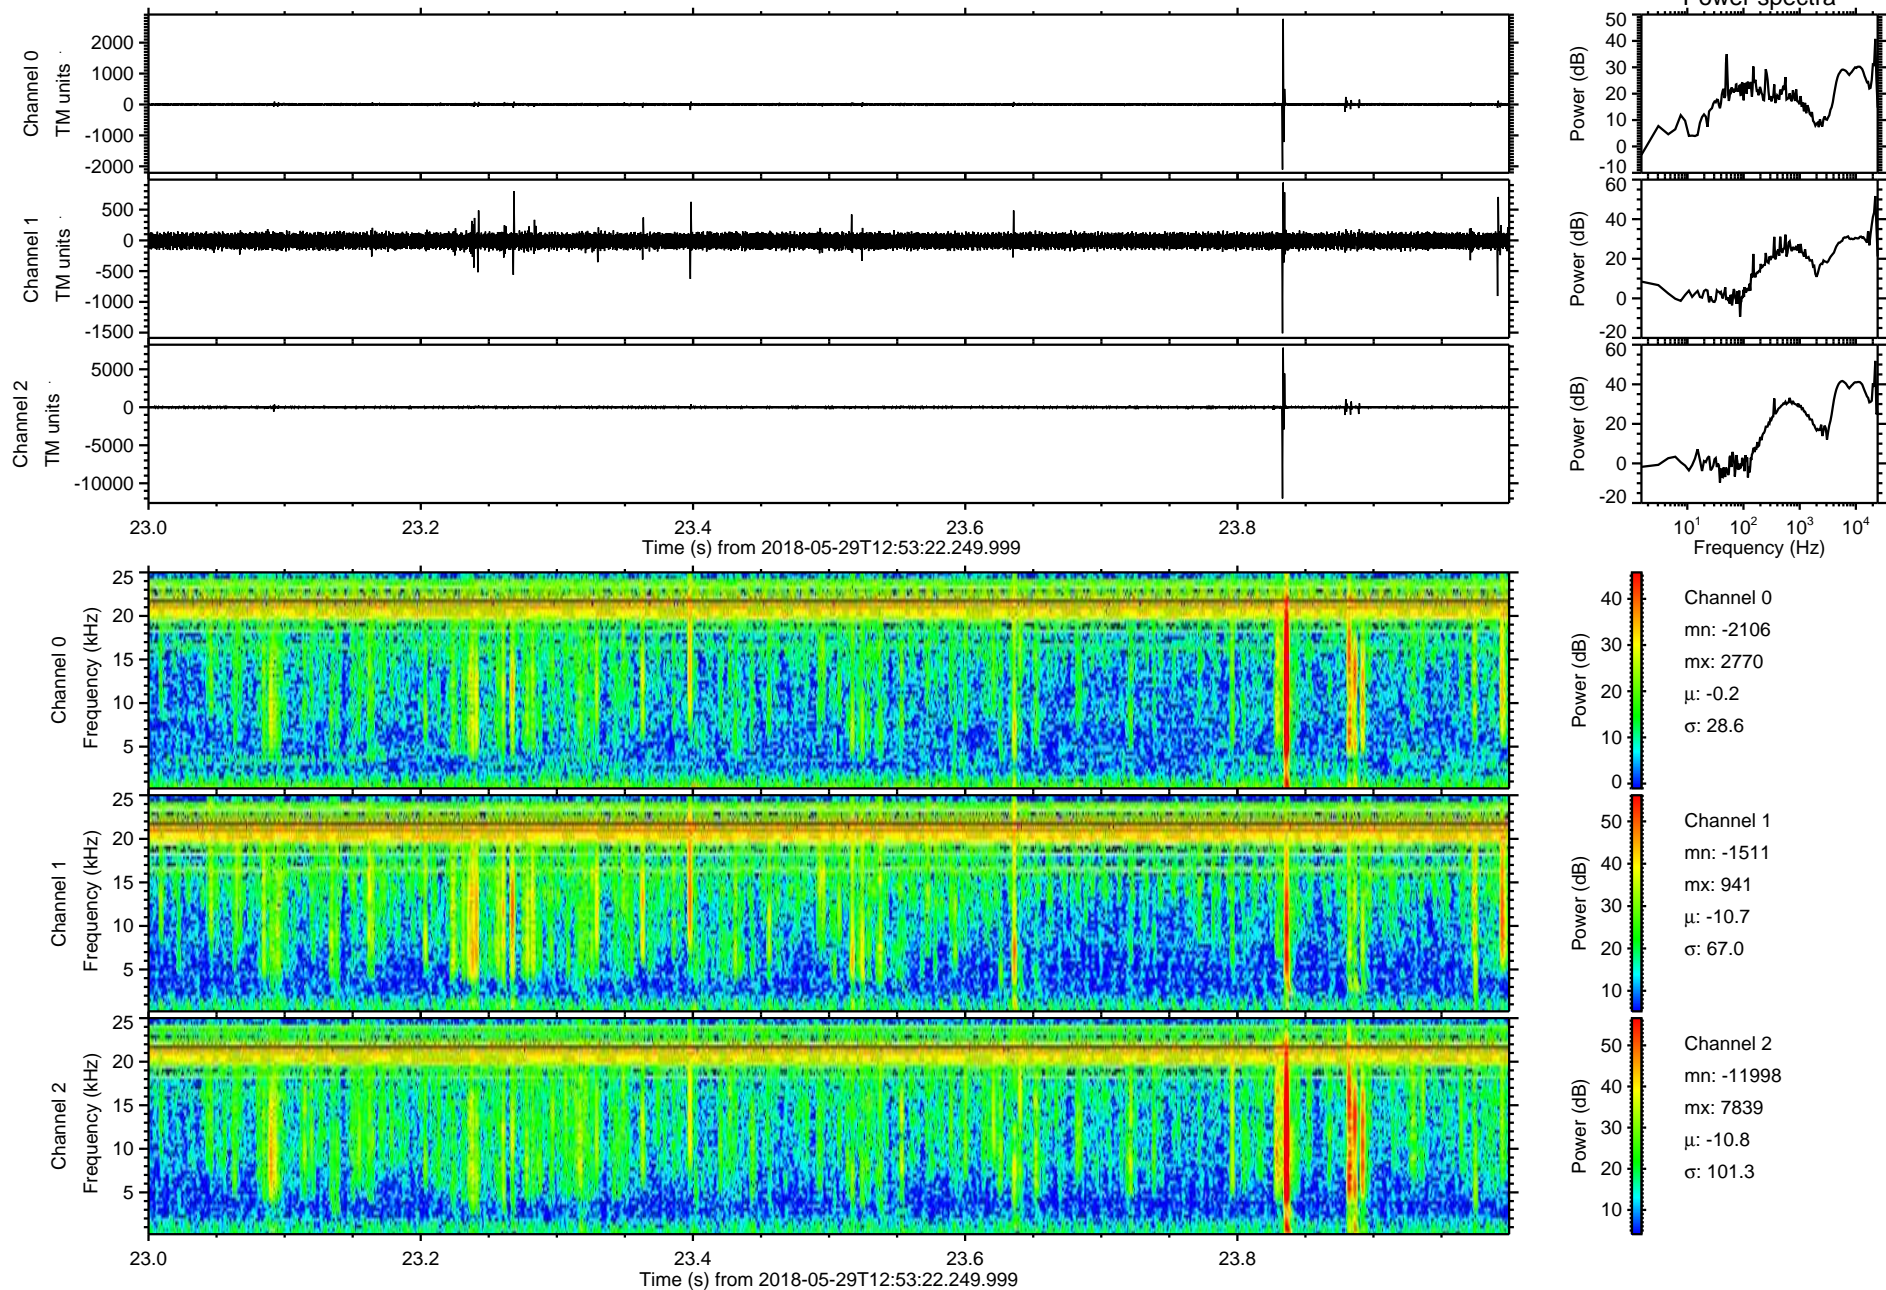 Power spectra
Channel 0
TM units
2000
1000
0
-1000
-2000
Power (dB)
50
40
30
20
10
0
-10
Channel 1
TM units
500
0
-500
-1000
-1500
Power (dB)
60
40
20
0
-20
Channel 2
TM units
5000
0
-5000
-10000
Power (dB)
60
40
20
0
-20
23.0 23.2 23.4 23.6 23.8
Time (s) from 2018-05-29T12:53:22.249.999
10¹ 10² 10³ 10⁴
Frequency (Hz)
Channel 0
Frequency (kHz)
25
20
15
10
5
Power (dB)
40
30
20
10
0
Channel 0
mn: -2106
mx: 2770
μ: -0.2
σ: 28.6
Channel 1
Frequency (kHz)
25
20
15
10
5
Power (dB)
50
40
30
20
10
Channel 1
mn: -1511
mx: 941
μ: -10.7
σ: 67.0
Channel 2
Frequency (kHz)
25
20
15
10
5
Power (dB)
50
40
30
20
10
Channel 2
mn: -11998
mx: 7839
μ: -10.8
σ: 101.3
23.0 23.2 23.4 23.6 23.8
Time (s) from 2018-05-29T12:53:22.249.999